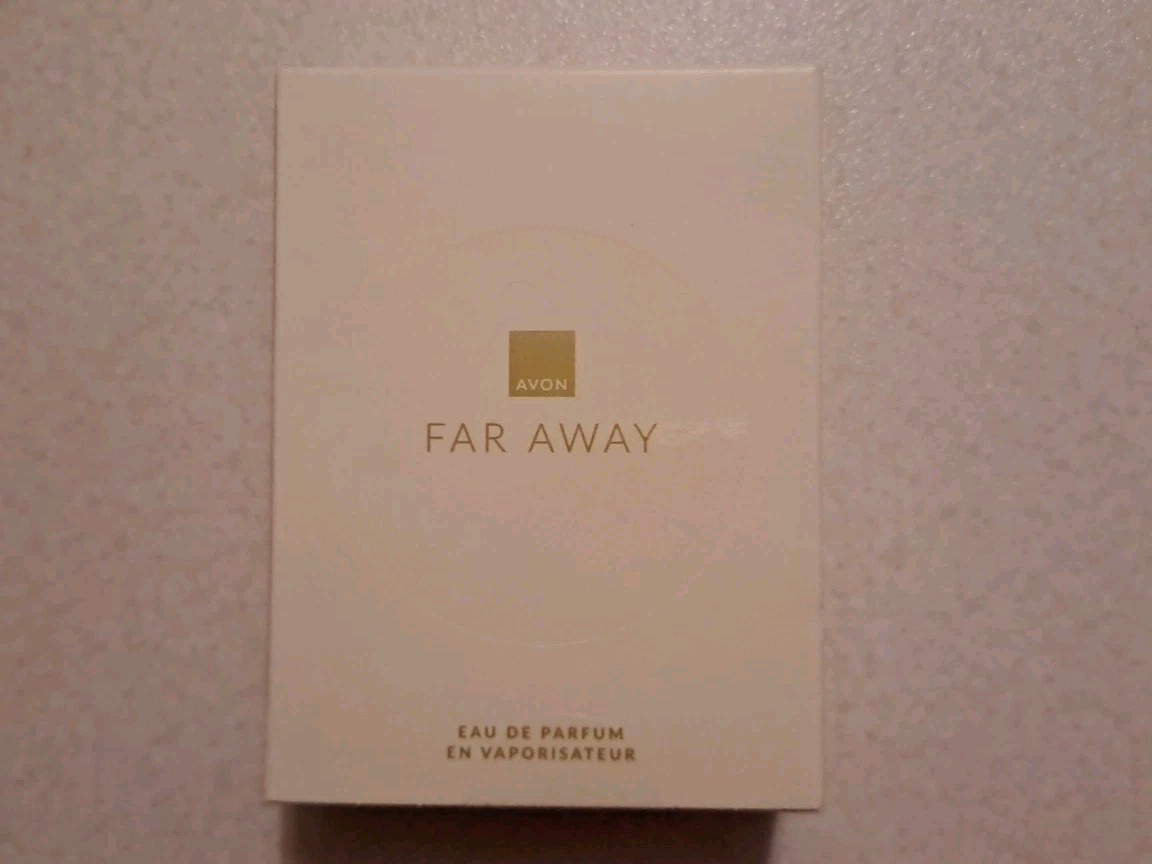 AVON
FAR AWAY
EAU DE PARFUM
EN VAPORISATEUR